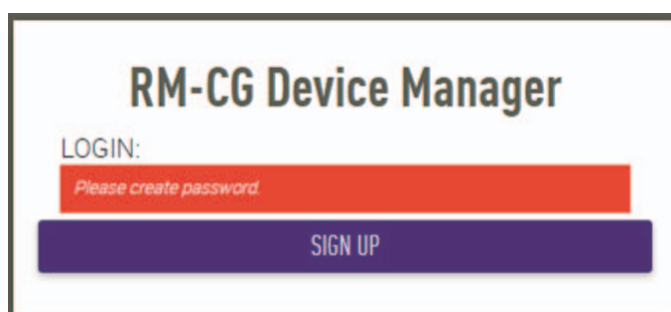 RM-CG Device Manager
LOGIN:
Please create password.
SIGN UP